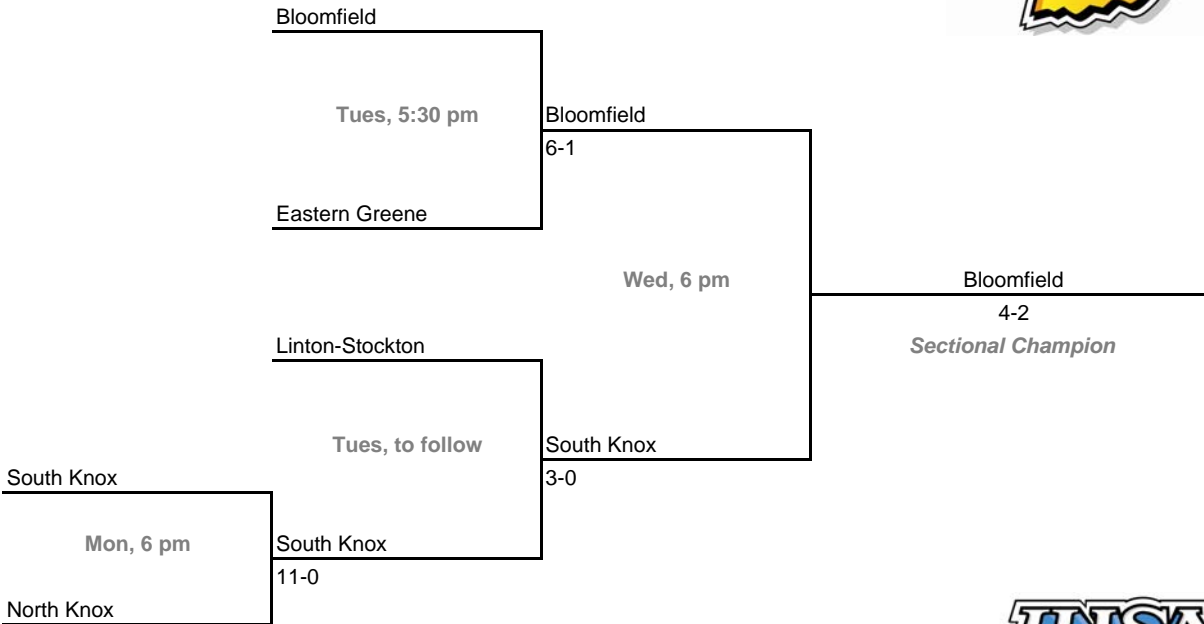 Bloomfield
Tues, 5:30 pm
Bloomfield
6-1
Eastern Greene
Wed, 6 pm
Bloomfield
4-2
Sectional Champion
Linton-Stockton
Tues, to follow
South Knox
3-0
South Knox
Mon, 6 pm
South Knox
11-0
North Knox